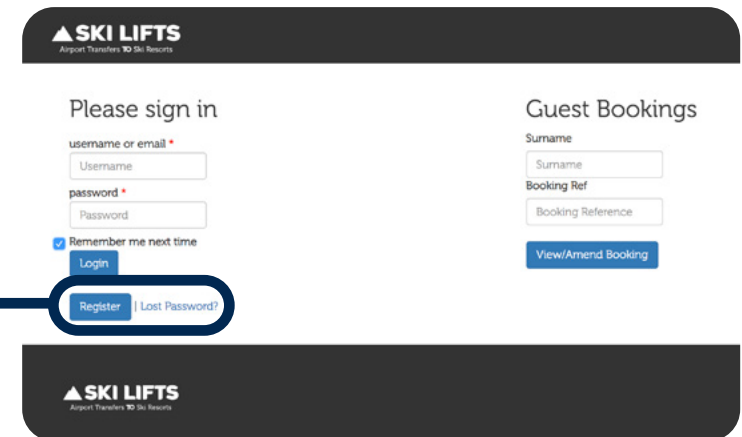 SKI LIFTS
Airport Transfers TO Ski Resorts
Please sign in
username or email *
Username
password *
Password
Remember me next time
Login
Register | Lost Password?
Guest Bookings
Surname
Surname
Booking Ref
Booking Reference
View/Amend Booking
SKI LIFTS
Airport Transfers TO Ski Resorts